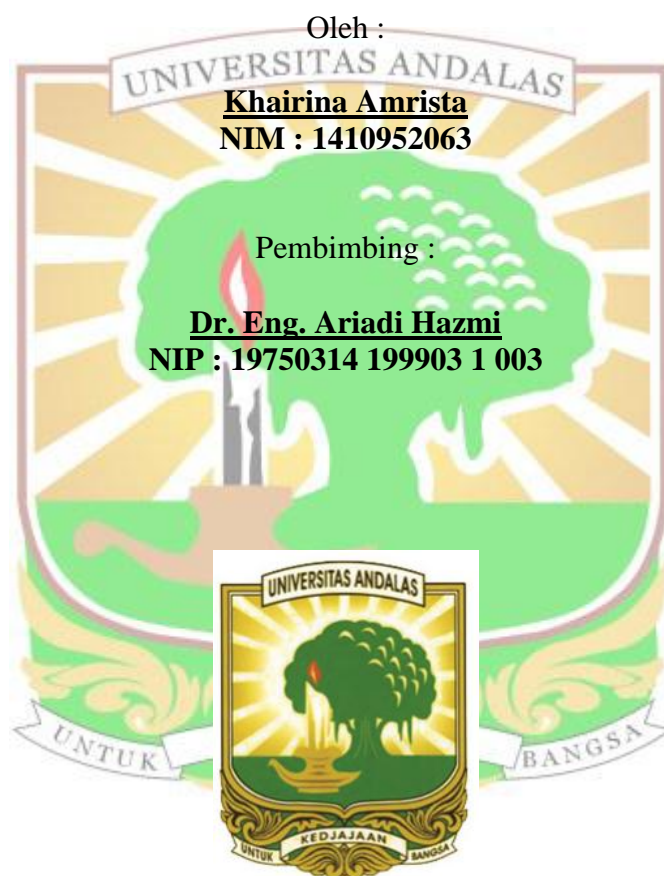 Oleh :
UNIVERSITAS ANDALAS
Khairina Amrista
NIM : 1410952063
Pembimbing :
Dr. Eng. Ariadi Hazmi
NIP : 19750314 199903 1 003
UNIVERSITAS ANDALAS
UNTUK
BANGSA
KEDJAJAAN
UNTUK
BANGSA